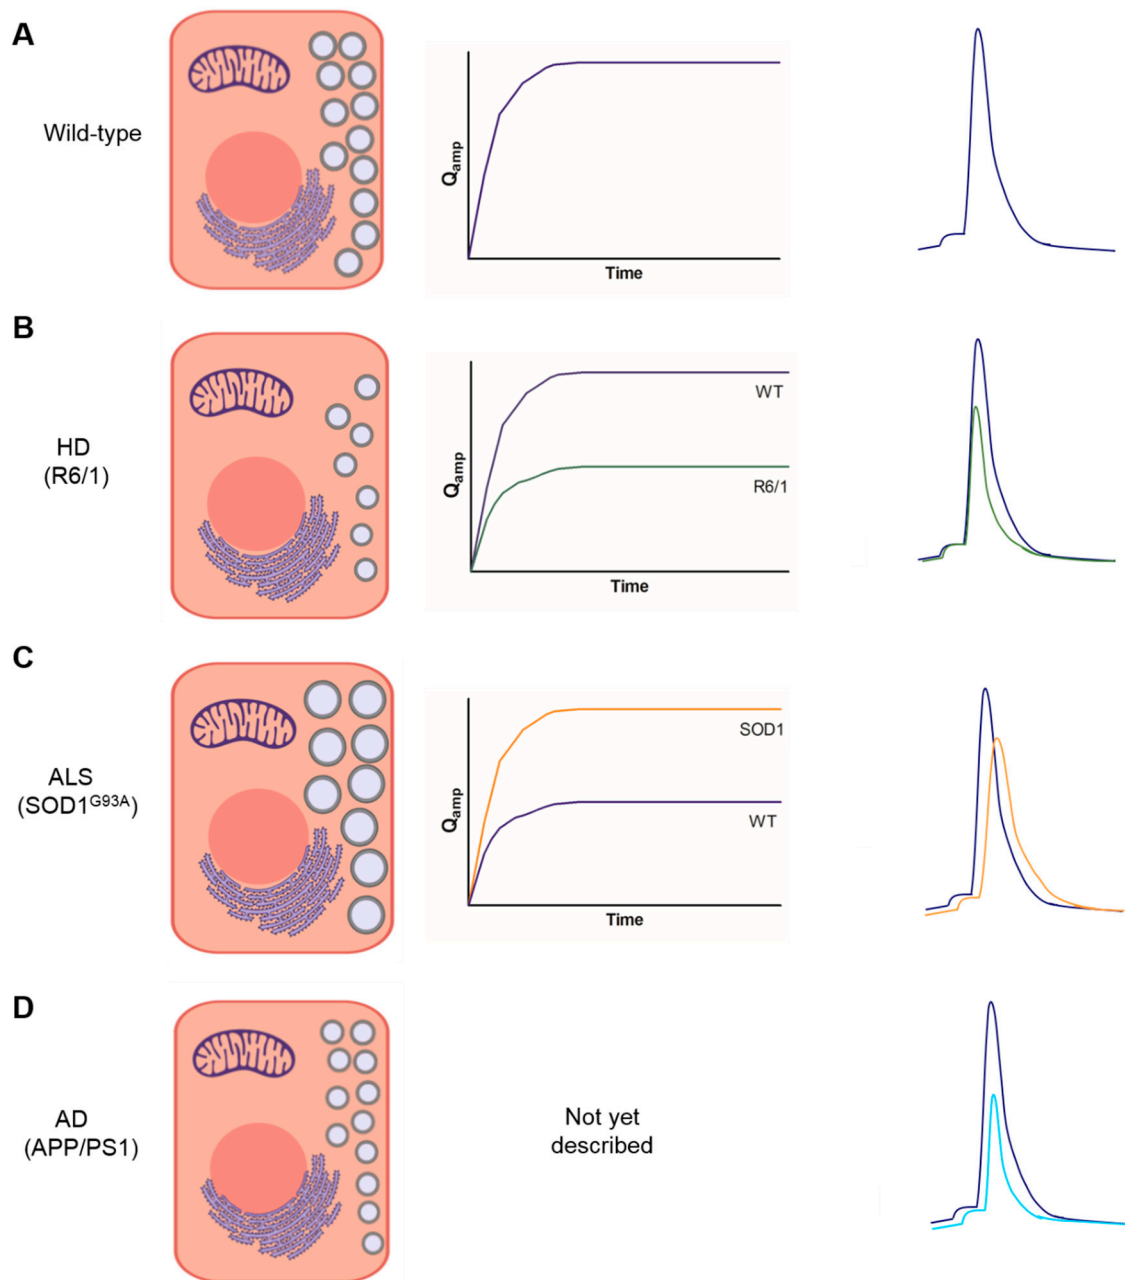 A
Wild-type
Qamp
Time
B
HD
(R6/1)
Qamp
WT
R6/1
Time
C
ALS
(SOD1G93A)
Qamp
SOD1
WT
Time
D
AD
(APP/PS1)
Not yet
described